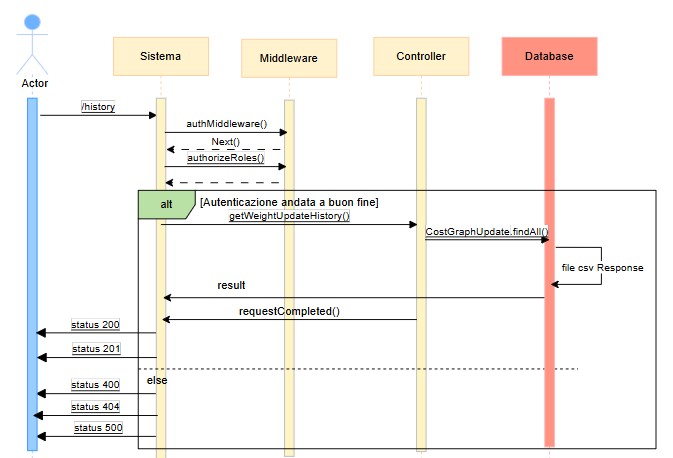 Actor
Sistema
Middleware
Controller
Database
/history
authMiddleware()
Next()
authorizeRoles()
alt
[Autenticazione andata a buon fine]
getWeightUpdateHistory()
CostGraphUpdate.findAll()
file csv Response
result
requestCompleted()
status 200
status 201
else
status 400
status 404
status 500